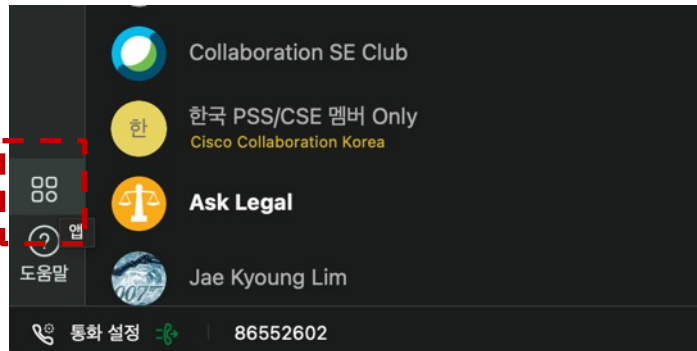 Collaboration SE Club
한
한국 PSS/CSE 멤버 Only
Cisco Collaboration Korea
Ask Legal
앱
?
도움말
007
Jae Kyoung Lim
통화 설정
86552602